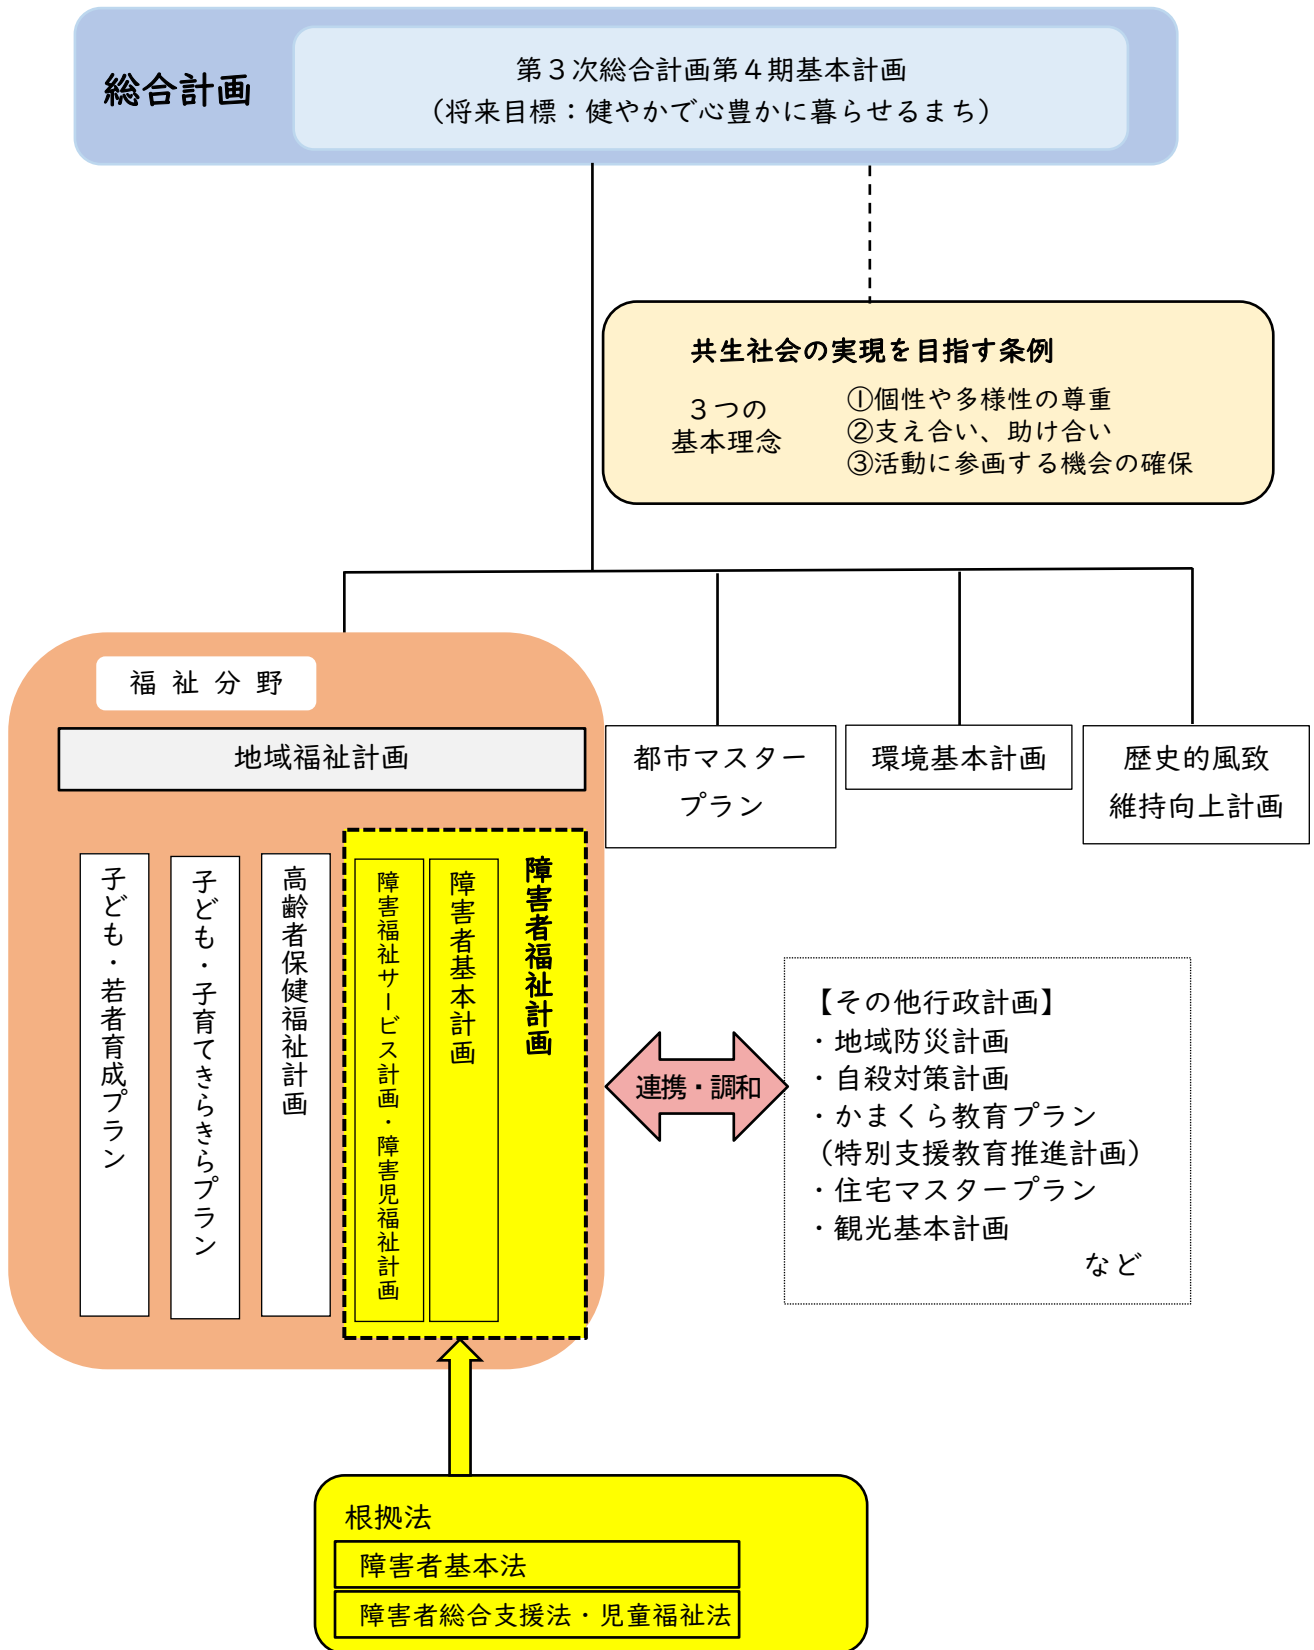 総合計画
第３次総合計画第４期基本計画
（将来目標：健やかで心豊かに暮らせるまち）
共生社会の実現を目指す条例
３つの
基本理念
①個性や多様性の尊重
②支え合い、助け合い
③活動に参画する機会の確保
福祉分野
地域福祉計画
都市マスター
プラン
環境基本計画
歴史的風致
維持向上計画
子ども・若者育成プラン
子ども・子育てきらきらプラン
高齢者保健福祉計画
障害福祉サービス計画・障害児福祉計画
障害者基本計画
障害者福祉計画
連携・調和
【その他行政計画】
・地域防災計画
・自殺対策計画
・かまくら教育プラン
（特別支援教育推進計画）
・住宅マスタープラン
・観光基本計画
など
根拠法
障害者基本法
障害者総合支援法・児童福祉法